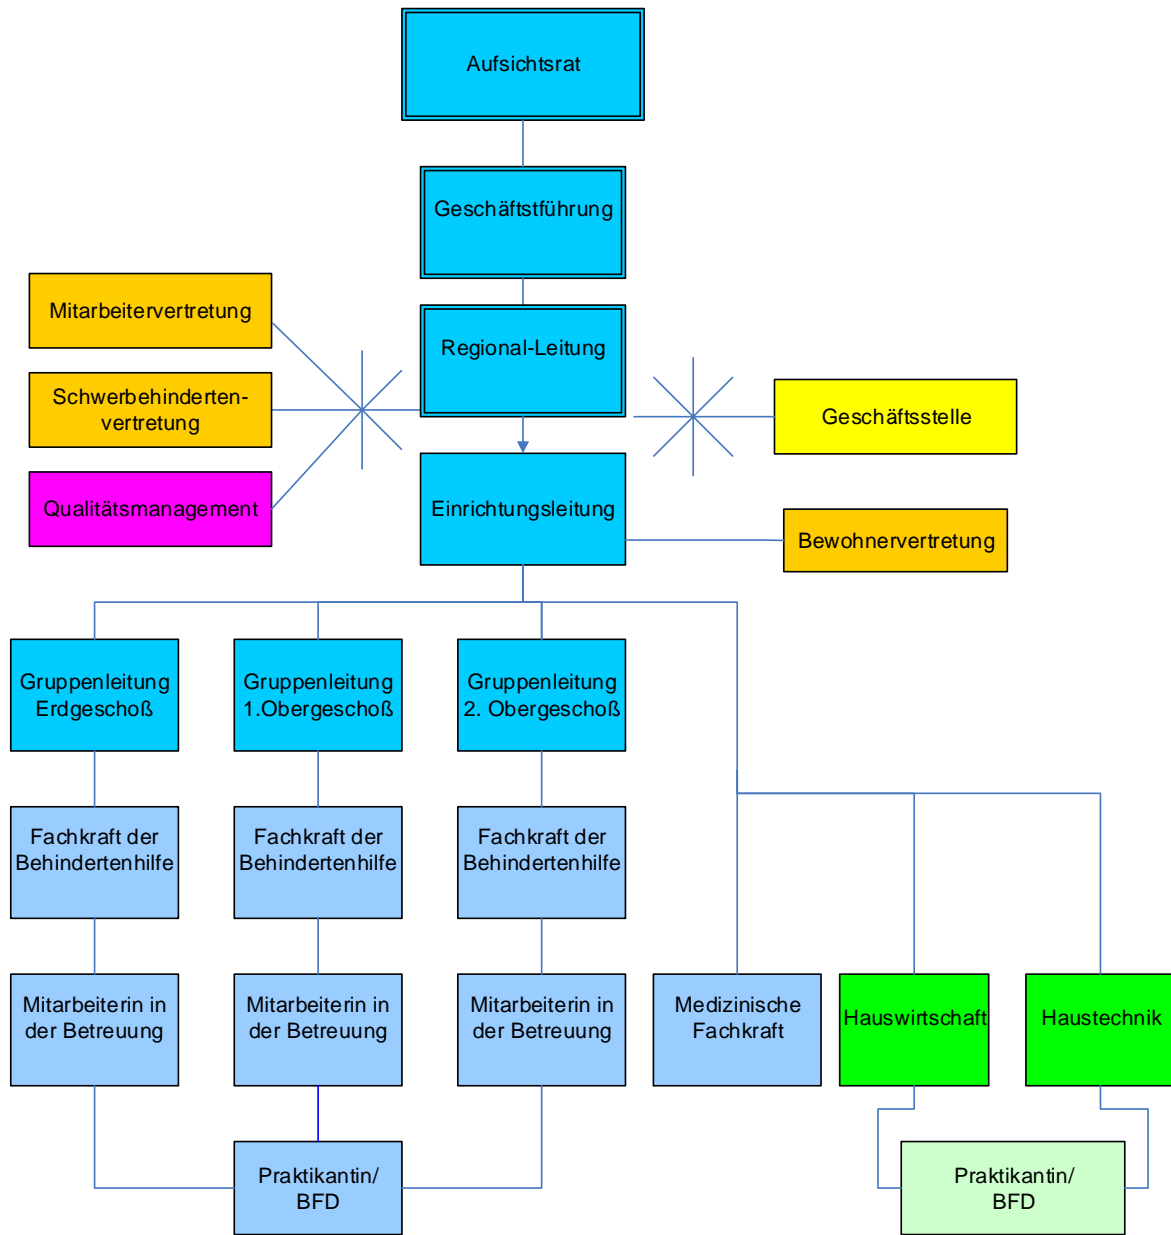 Aufsichtsrat
Geschäftstführung
Mitarbeitervertretung
Regional-Leitung
Schwerbehinderten-
vertretung
Geschäftsstelle
Qualitätsmanagement
Einrichtungsleitung
Bewohnervertretung
Gruppenleitung
Erdgeschoß
Gruppenleitung
1.Obergeschoß
Gruppenleitung
2. Obergeschoß
Fachkraft der
Behindertenhilfe
Fachkraft der
Behindertenhilfe
Fachkraft der
Behindertenhilfe
Mitarbeiterin in
der Betreuung
Mitarbeiterin in
der Betreuung
Mitarbeiterin in
der Betreuung
Medizinische
Fachkraft
Hauswirtschaft
Haustechnik
Praktikantin/
BFD
Praktikantin/
BFD